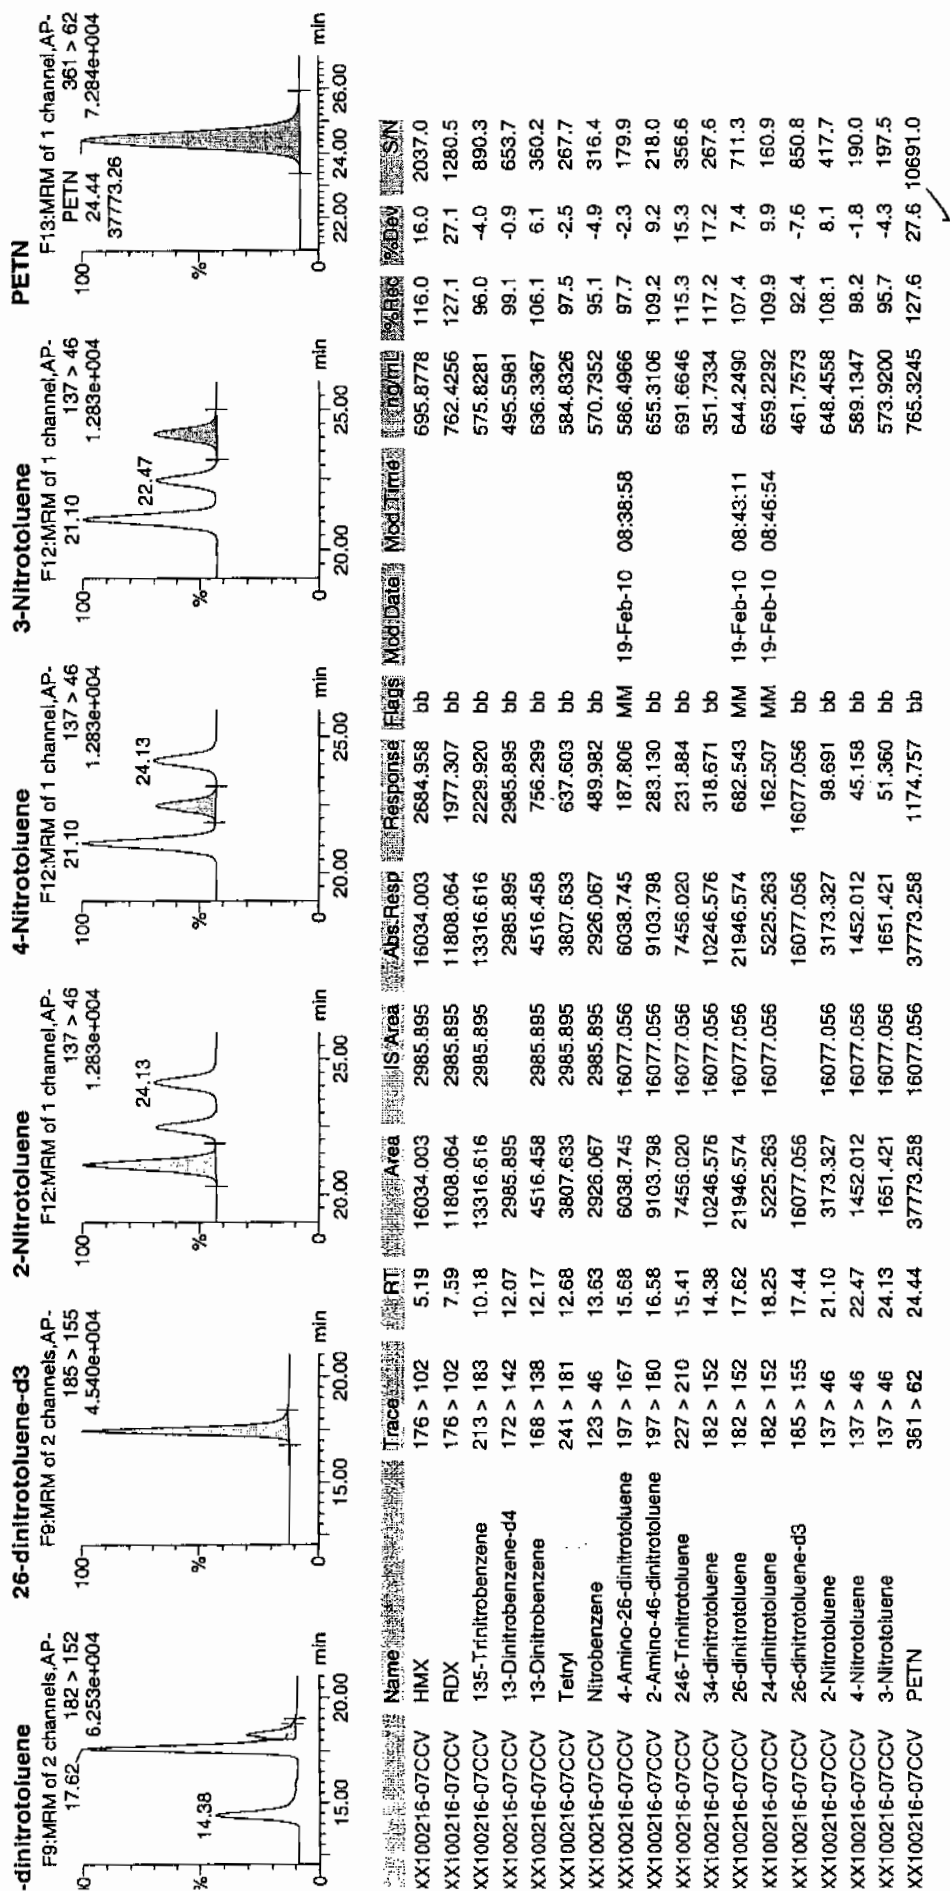 -dinitrotoluene
F9:MRM of 2 channels,AP-
182 > 152
17.62
6.253e+004
14.38
15.00 20.00 min
26-dinitrotoluene-d3
F9:MRM of 2 channels,AP-
185 > 155
4.540e+004
100
%
0
15.00 20.00 min
2-Nitrotoluene
F12:MRM of 1 channel,AP-
137 > 46
1.283e+004
100
24.13
%
0
20.00 25.00 min
4-Nitrotoluene
F12:MRM of 1 channel,AP-
21.10 137 > 46
1.283e+004
100
24.13
%
0
20.00 25.00 min
3-Nitrotoluene
F12:MRM of 1 channel,AP-
21.10 137 > 46
1.283e+004
100
22.47
%
0
20.00 25.00 min
PETN
F13:MRM of 1 channel,AP-
PETN 361 > 62
24.44 7.284e+004
37773.26
100
%
0
22.00 24.00 26.00 min
Name Trace RT Area IS Area Abs.Resp Response Flags Mod.Date Mod.Time ng/mL %Rec %Dev S/N
XX100216-07CCV HMX 176 > 102 5.19 16034.003 2985.895 16034.003 2684.958 bb 695.8778 116.0 16.0 2037.0
XX100216-07CCV RDX 176 > 102 7.59 11808.064 2985.895 11808.064 1977.307 bb 762.4256 127.1 27.1 1280.5
XX100216-07CCV 135-Trinitrobenzene 213 > 183 10.18 13316.616 2985.895 13316.616 2229.920 bb 575.8281 96.0 -4.0 890.3
XX100216-07CCV 13-Dinitrobenzene-d4 172 > 142 12.07 2985.895 2985.895 2985.895 bb 495.5981 99.1 -0.9 653.7
XX100216-07CCV 13-Dinitrobenzene 168 > 138 12.17 4516.458 2985.895 4516.458 756.299 bb 636.3367 106.1 6.1 360.2
XX100216-07CCV Tetryl 241 > 181 12.68 3807.633 2985.895 3807.633 637.603 bb 584.8326 97.5 -2.5 267.7
XX100216-07CCV Nitrobenzene 123 > 46 13.63 2926.067 2985.895 2926.067 489.982 bb 570.7352 95.1 -4.9 316.4
XX100216-07CCV 4-Amino-26-dinitrotoluene 197 > 167 15.68 6038.745 16077.056 6038.745 187.806 MM 19-Feb-10 08:38:58 586.4966 97.7 -2.3 179.9
XX100216-07CCV 2-Amino-46-dinitrotoluene 197 > 180 16.58 9103.798 16077.056 9103.798 283.130 bb 655.3106 109.2 9.2 218.0
XX100216-07CCV 246-Trinitrotoluene 227 > 210 15.41 7456.020 16077.056 7456.020 231.884 bb 691.6646 115.3 15.3 356.6
XX100216-07CCV 34-dinitrotoluene 182 > 152 14.38 10246.576 16077.056 10246.576 318.671 bb 351.7334 117.2 17.2 267.6
XX100216-07CCV 26-dinitrotoluene 182 > 152 17.62 21946.574 16077.056 21946.574 682.543 MM 19-Feb-10 08:43:11 644.2490 107.4 7.4 711.3
XX100216-07CCV 24-dinitrotoluene 182 > 152 18.25 5225.263 16077.056 5225.263 162.507 MM 19-Feb-10 08:46:54 659.2292 109.9 9.9 160.9
XX100216-07CCV 26-dinitrotoluene-d3 185 > 155 17.44 16077.056 16077.056 16077.056 bb 461.7573 92.4 -7.6 850.8
XX100216-07CCV 2-Nitrotoluene 137 > 46 21.10 3173.327 16077.056 3173.327 98.691 bb 648.4558 108.1 8.1 417.7
XX100216-07CCV 4-Nitrotoluene 137 > 46 22.47 1452.012 16077.056 1452.012 45.158 bb 589.1347 98.2 -1.8 190.0
XX100216-07CCV 3-Nitrotoluene 137 > 46 24.13 1651.421 16077.056 1651.421 51.360 bb 573.9200 95.7 -4.3 197.5
XX100216-07CCV PETN 361 > 62 24.44 37773.258 16077.056 37773.258 1174.757 bb 765.3245 127.6 27.6 10691.0